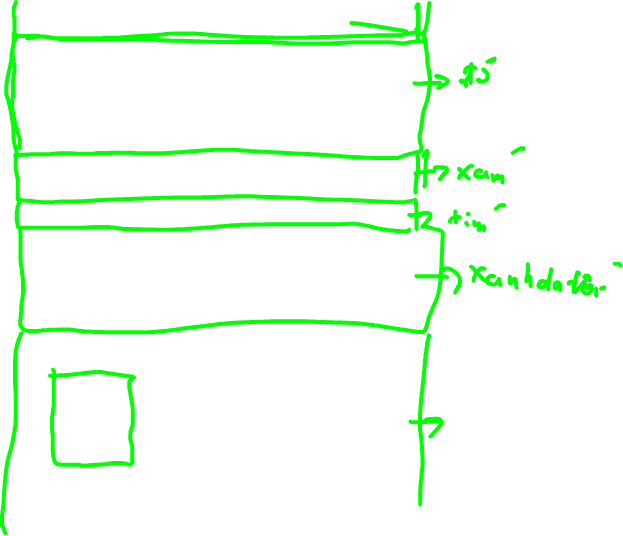 xám
tím
xanh da trời